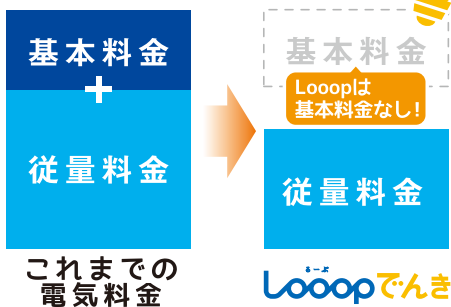 基本料金
+
従量料金
これまでの
電気料金
基本料金
Looopは
基本料金なし!
従量料金
るーぷ
Looopでんき